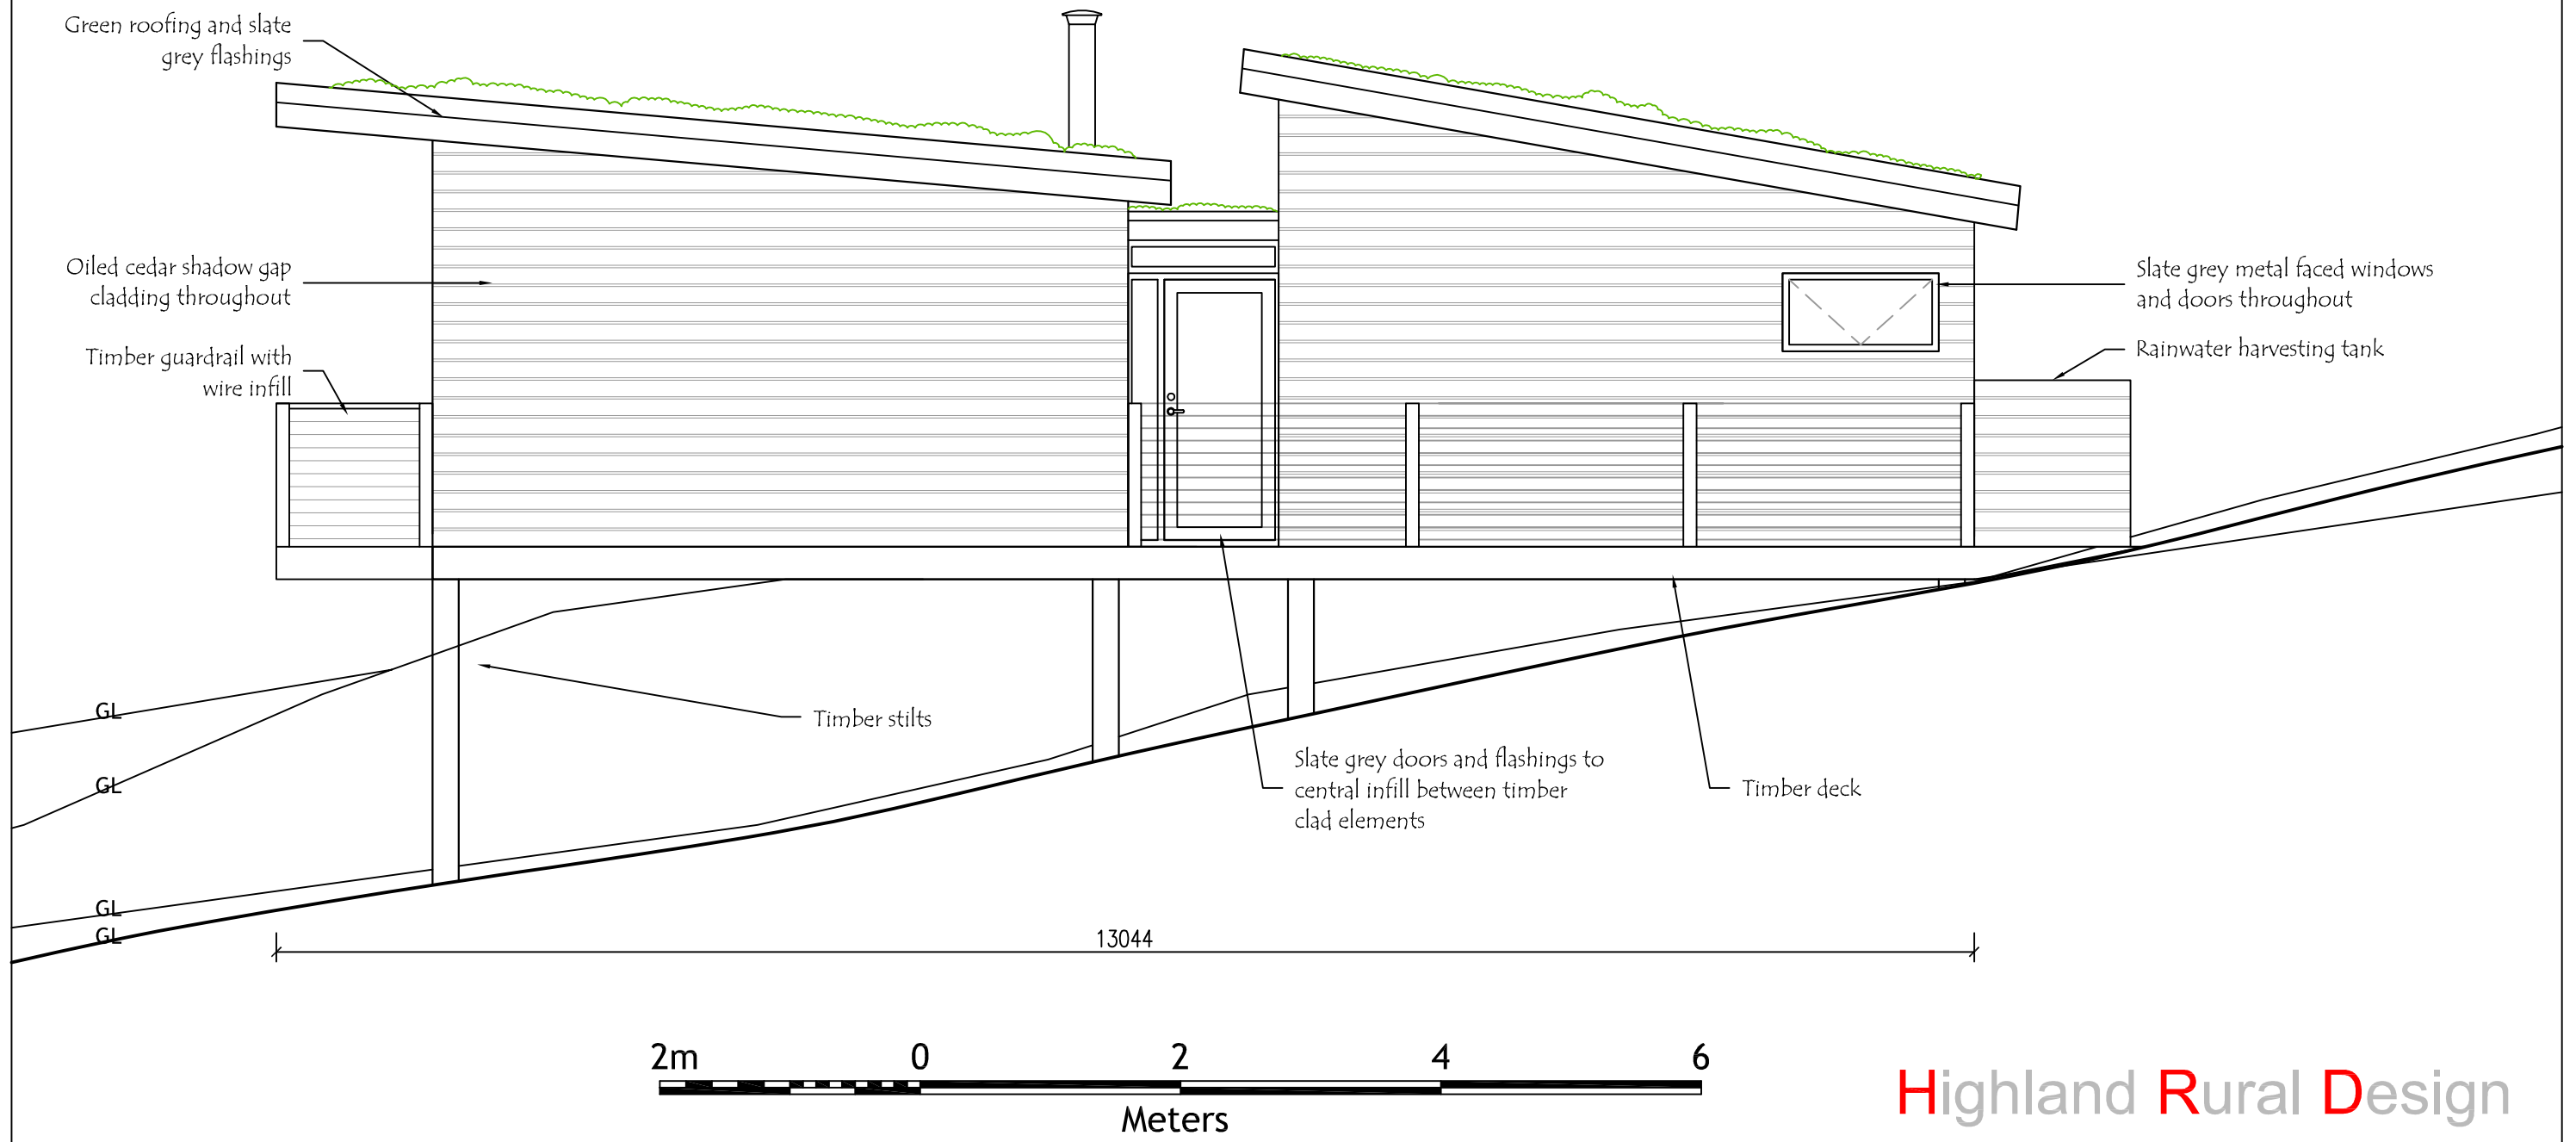 Green roofing and slate
grey flashings
Oiled cedar shadow gap
cladding throughout
Timber guardrail with
wire infill
Slate grey metal faced windows
and doors throughout
Rainwater harvesting tank
Timber stilts
Slate grey doors and flashings to
central infill between timber
clad elements
Timber deck
GL
GL
GL
GL
13044
2m 0 2 4 6
Meters
Highland Rural Design